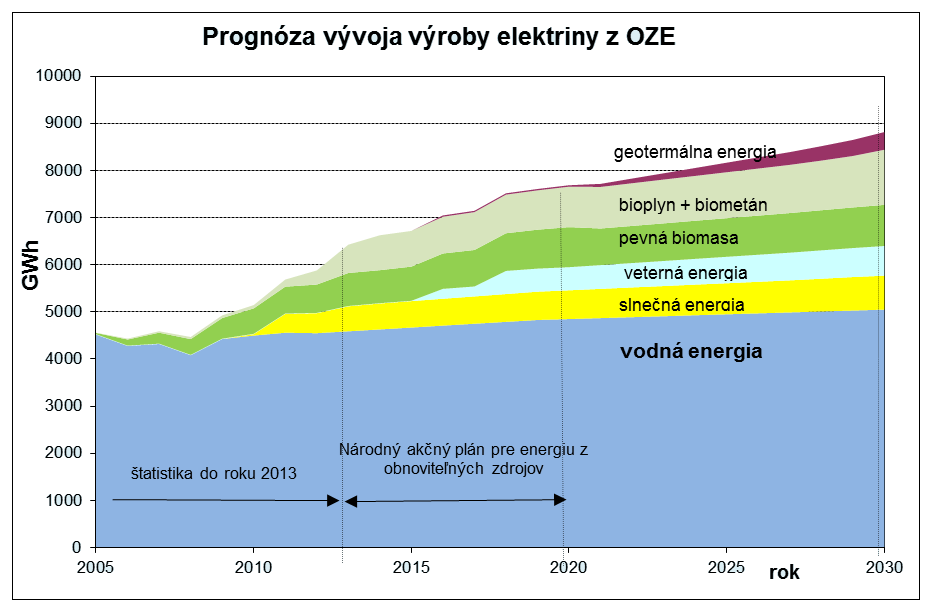 Prognóza vývoja výroby elektriny z OZE
10000
9000
8000
7000
6000
5000
4000
3000
2000
1000
0
GWh
geotermálna energia
bioplyn + biometán
pevná biomasa
veterná energia
slnečná energia
vodná energia
Národný akčný plán pre energiu z
obnoviteľných zdrojov
štatistika do roku 2013
2005
2010
2015
2020
2025
2030
rok